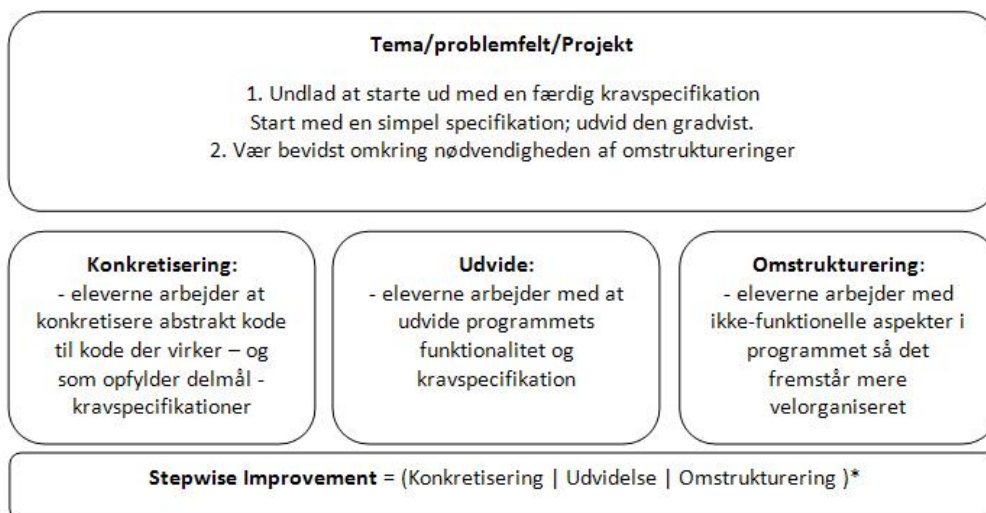 Tema/problemfelt/Projekt
1. Undlad at starte ud med en færdig kravspecifikation
Start med en simpel specifikation; udvid den gradvist.
2. Vær bevidst omkring nødvendigheden af omstruktureringer
Konkretisering:
- eleverne arbejder at
konkretisere abstrakt kode
til kode der virker – og
som opfylder delmål -
kravspecifikationer
Udvide:
- eleverne arbejder med at
udvide programmets
funktionalitet og
kravspecifikation
Omstrukturering:
- eleverne arbejder med
ikke-funktionelle aspekter i
programmet så det
fremstår mere
velorganiseret
Stepwise Improvement = (Konkretisering | Udvidelse | Omstrukturering )*